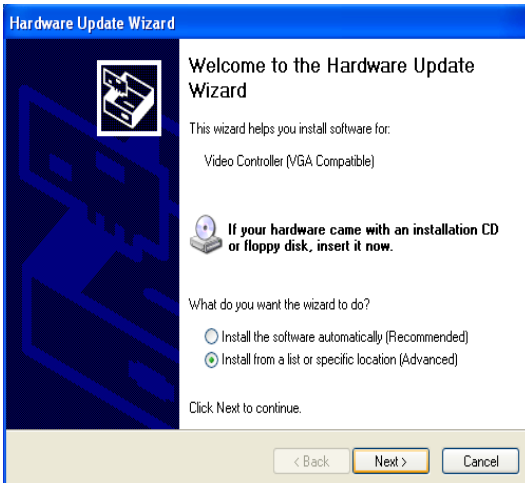 Hardware Update Wizard
Welcome to the Hardware Update
Wizard
This wizard helps you install software for:
Video Controller (VGA Compatible)
If your hardware came with an installation CD
or floppy disk, insert it now.
What do you want the wizard to do?
Install the software automatically (Recommended)
Install from a list or specific location (Advanced)
Click Next to continue.
< Back Next > Cancel